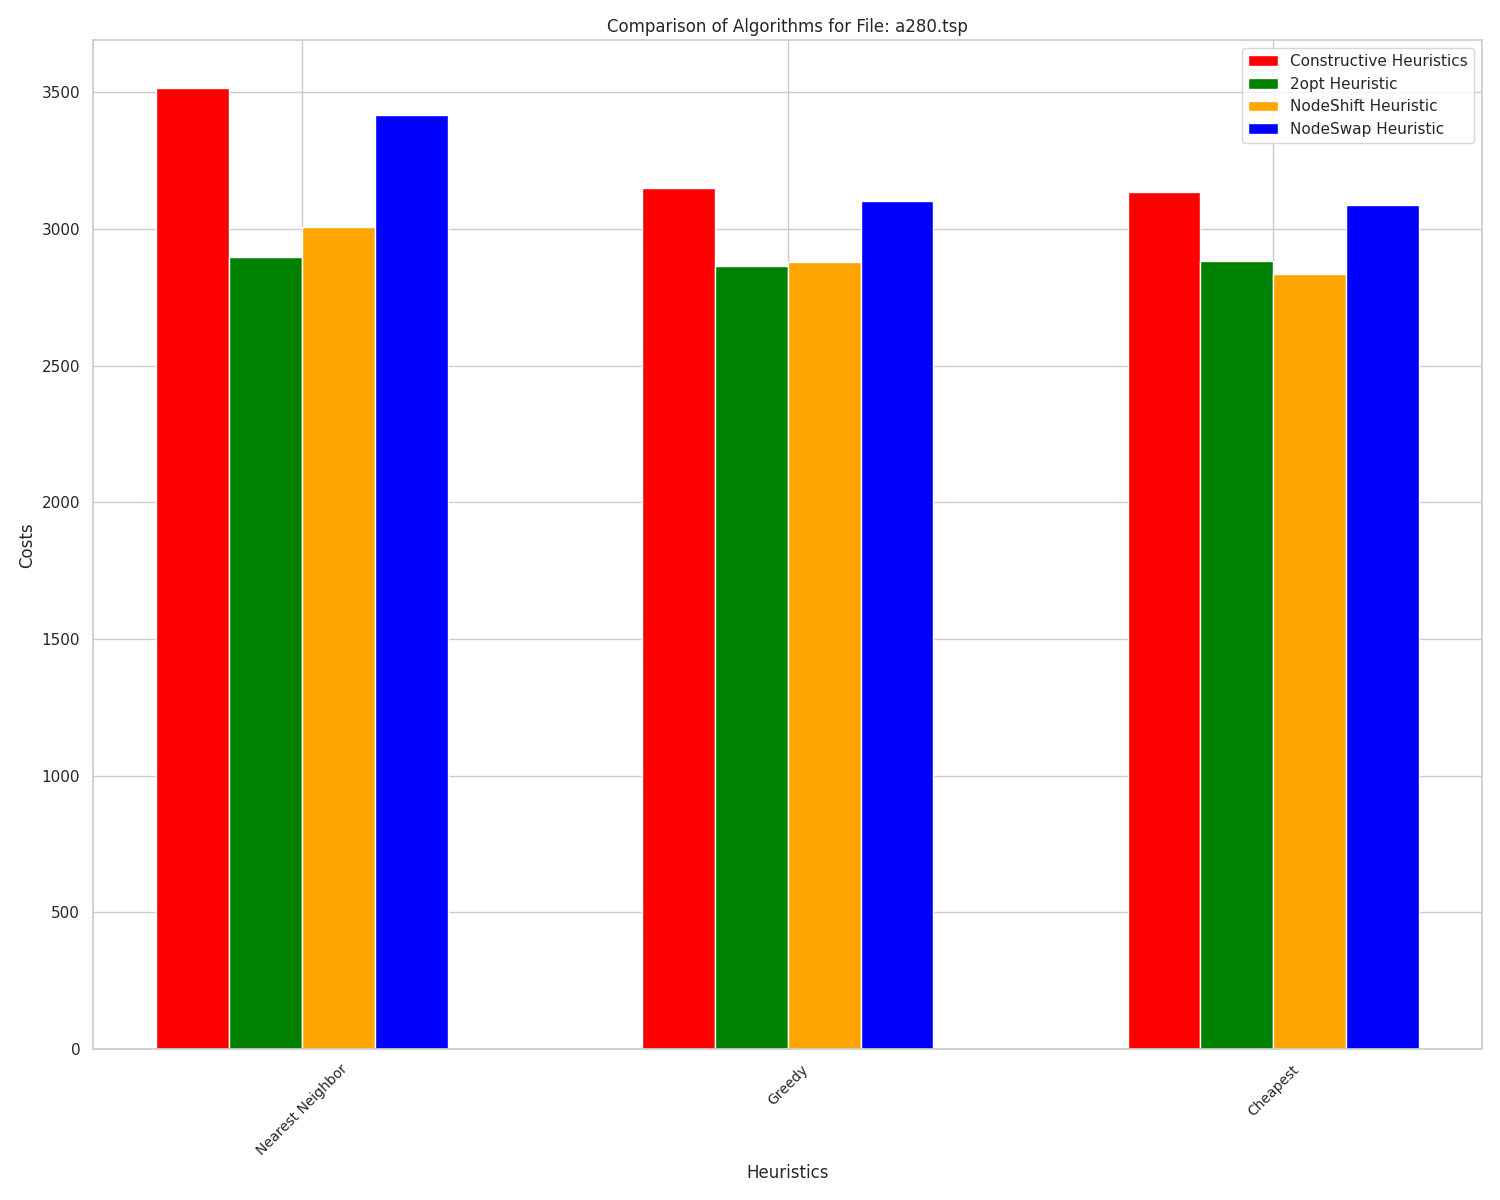 Comparison of Algorithms for File: a280.tsp
Constructive Heuristics
2opt Heuristic
NodeShift Heuristic
NodeSwap Heuristic
3500
3000
2500
2000
1500
1000
500
0
Costs
Nearest Neighbor
Greedy
Cheapest
Heuristics